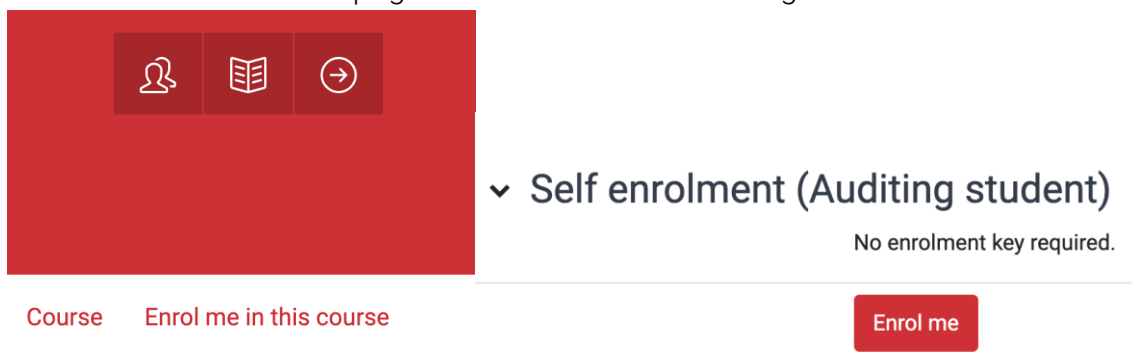 Self enrolment (Auditing student)
No enrolment key required.
Course Enrol me in this course
Enrol me